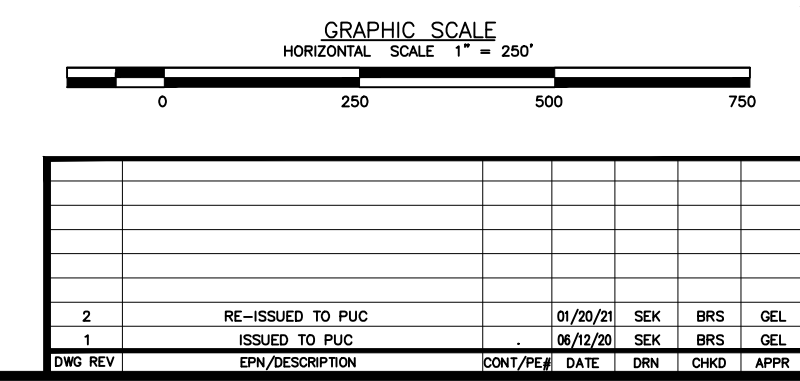 GRAPHIC SCALE
HORIZONTAL SCALE 1" = 250'
0 250 500 750
2 RE-ISSUED TO PUC 01/20/21 SEK BRS GEL
1 ISSUED TO PUC . 06/12/20 SEK BRS GEL
DWG REV EPN/DESCRIPTION CONT/PE# DATE DRN CHKD APPR